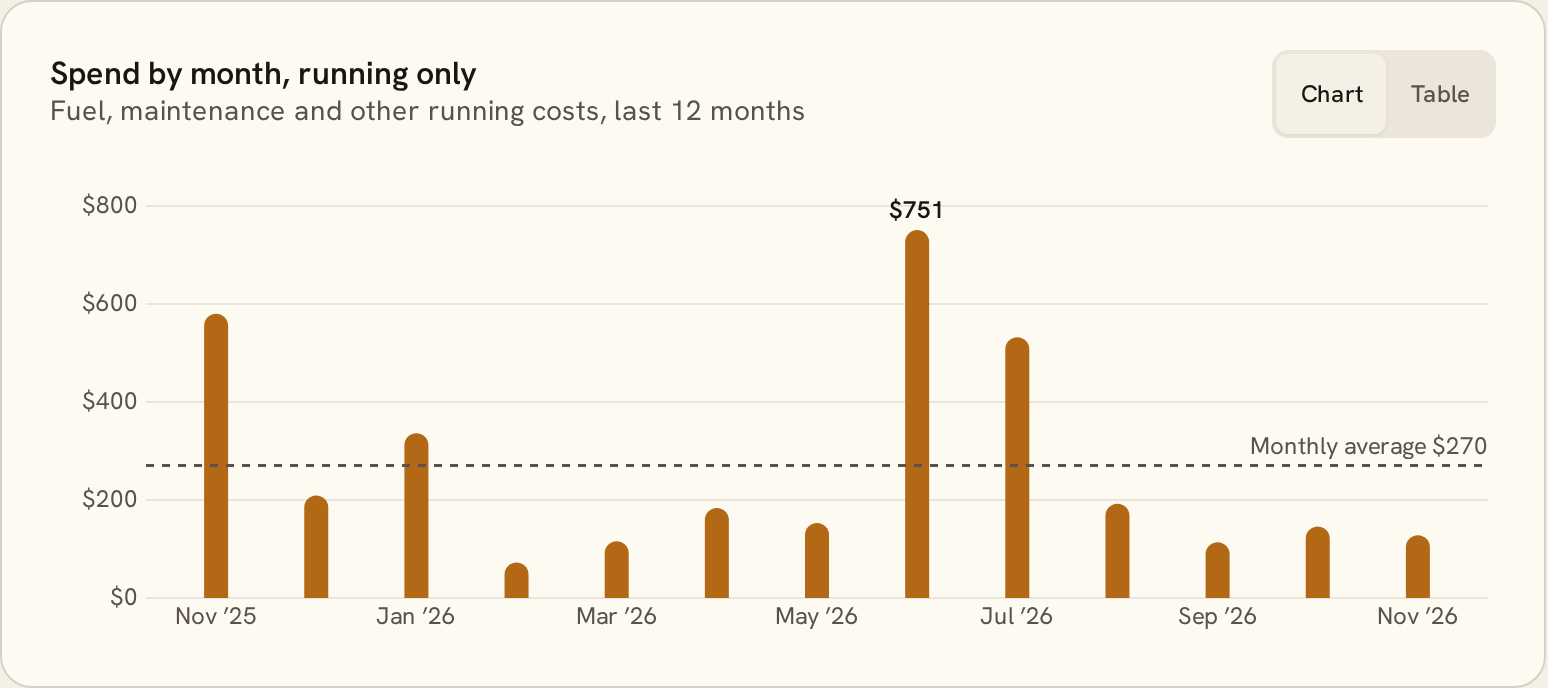 Spend by month, running only
Fuel, maintenance and other running costs, last 12 months
Chart
Table
$800
$751
$600
$400
Monthly average $270
$200
$0
Nov ’25
Jan ’26
Mar ’26
May ’26
Jul ’26
Sep ’26
Nov ’26